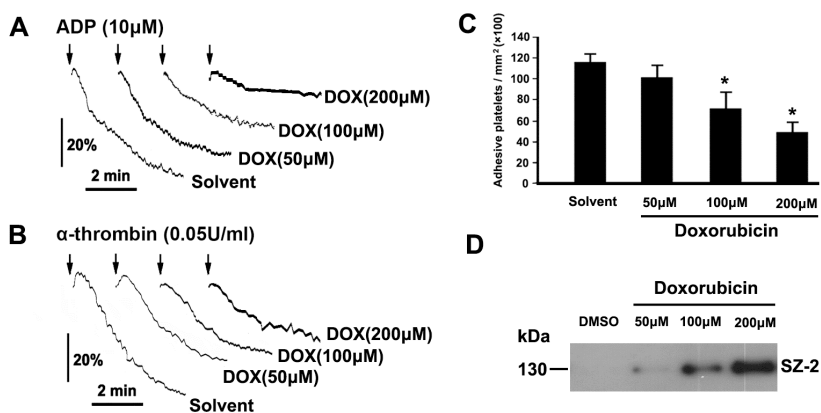 A
ADP (10μM)
DOX(200μM)
DOX(100μM)
DOX(50μM)
Solvent
20%
2 min
B
α-thrombin (0.05U/ml)
DOX(200μM)
DOX(100μM)
DOX(50μM)
Solvent
20%
2 min
C
Adhesive platelets / mm² (×100)
140
120
100
80
60
40
20
0
*
*
Solvent 50μM 100μM 200μM
Doxorubicin
D
Doxorubicin
DMSO 50μM 100μM 200μM
kDa
130
SZ-2